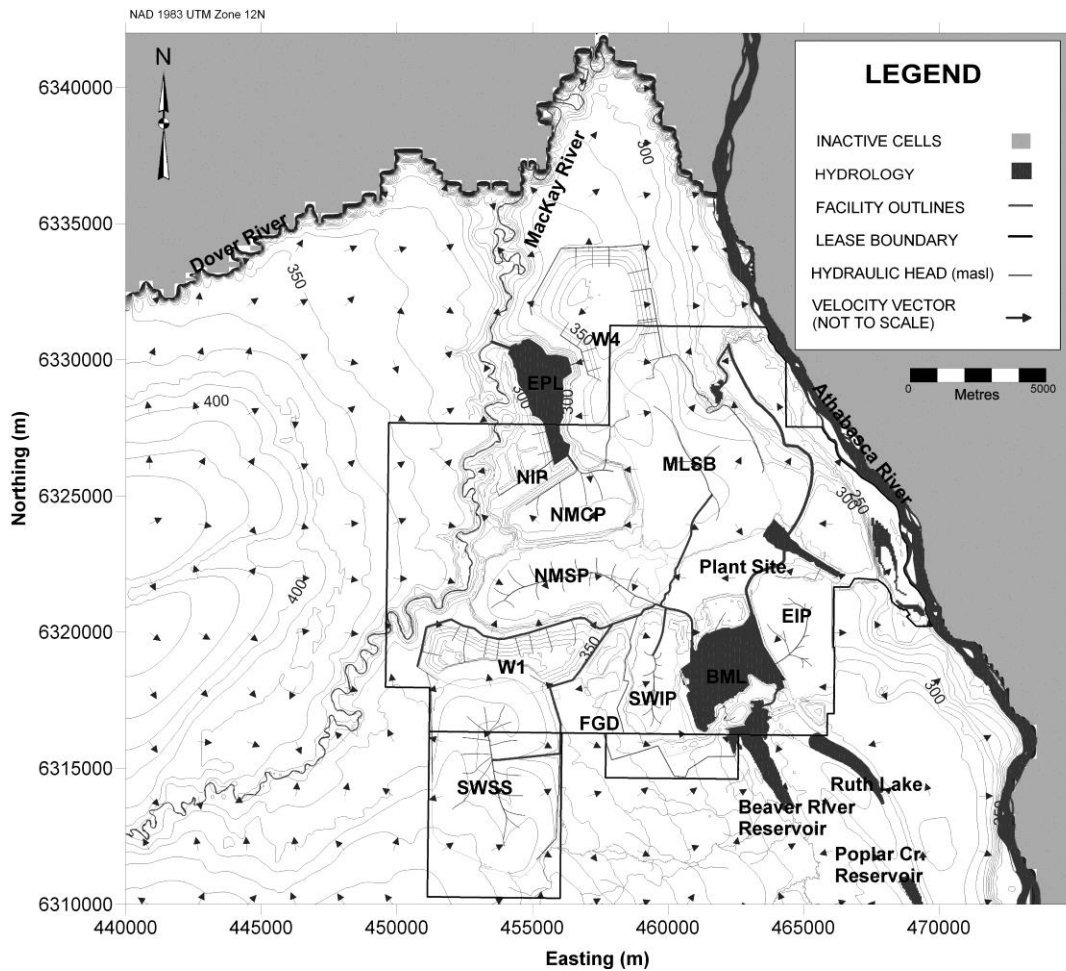 NAD 1983 UTM Zone 12N
N
LEGEND
INACTIVE CELLS
HYDROLOGY
FACILITY OUTLINES
LEASE BOUNDARY
HYDRAULIC HEAD (masl)
VELOCITY VECTOR
(NOT TO SCALE)
0
5000
Metres
6340000
6335000
6330000
6325000
6320000
6315000
6310000
Northing (m)
440000
445000
450000
455000
460000
465000
470000
Easting (m)
Dover River
MacKay River
Athabasca River
300
350
350
W4
EPL
300
300
400
MLSB
NIP
NMCP
250
300
Plant Site
NMSP
400
EIP
350
W1
BML
SWIP
300
FGD
SWSS
Ruth Lake
Beaver River
Reservoir
Poplar Cr.
Reservoir